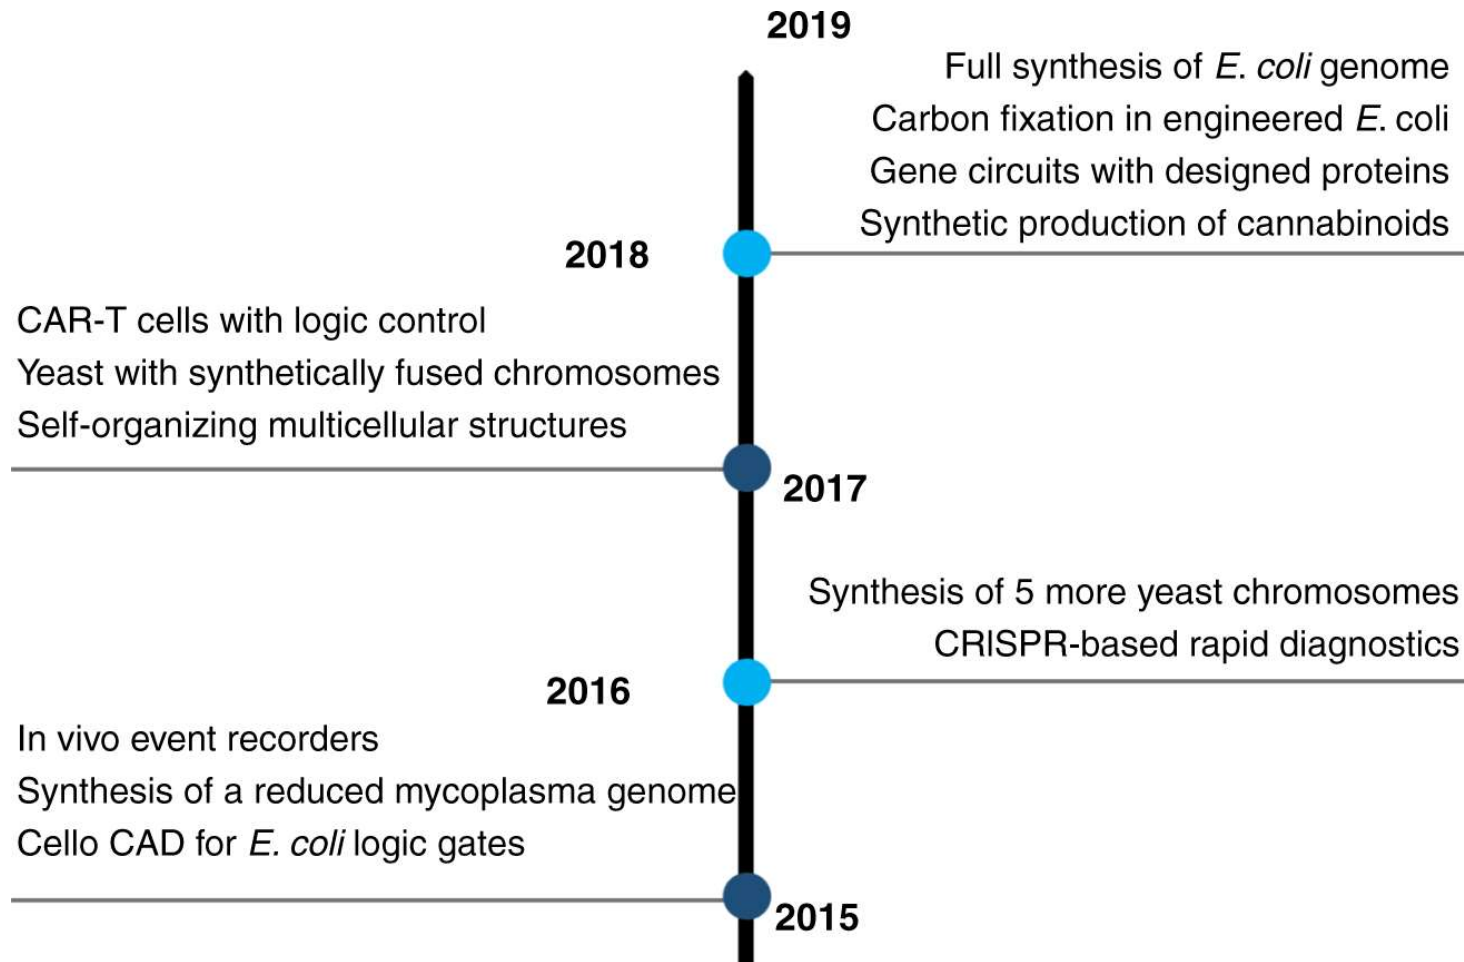 2019
Full synthesis of E. coli genome
Carbon fixation in engineered E. coli
Gene circuits with designed proteins
Synthetic production of cannabinoids
2018
CAR-T cells with logic control
Yeast with synthetically fused chromosomes
Self-organizing multicellular structures
2017
Synthesis of 5 more yeast chromosomes
CRISPR-based rapid diagnostics
2016
In vivo event recorders
Synthesis of a reduced mycoplasma genome
Cello CAD for E. coli logic gates
2015